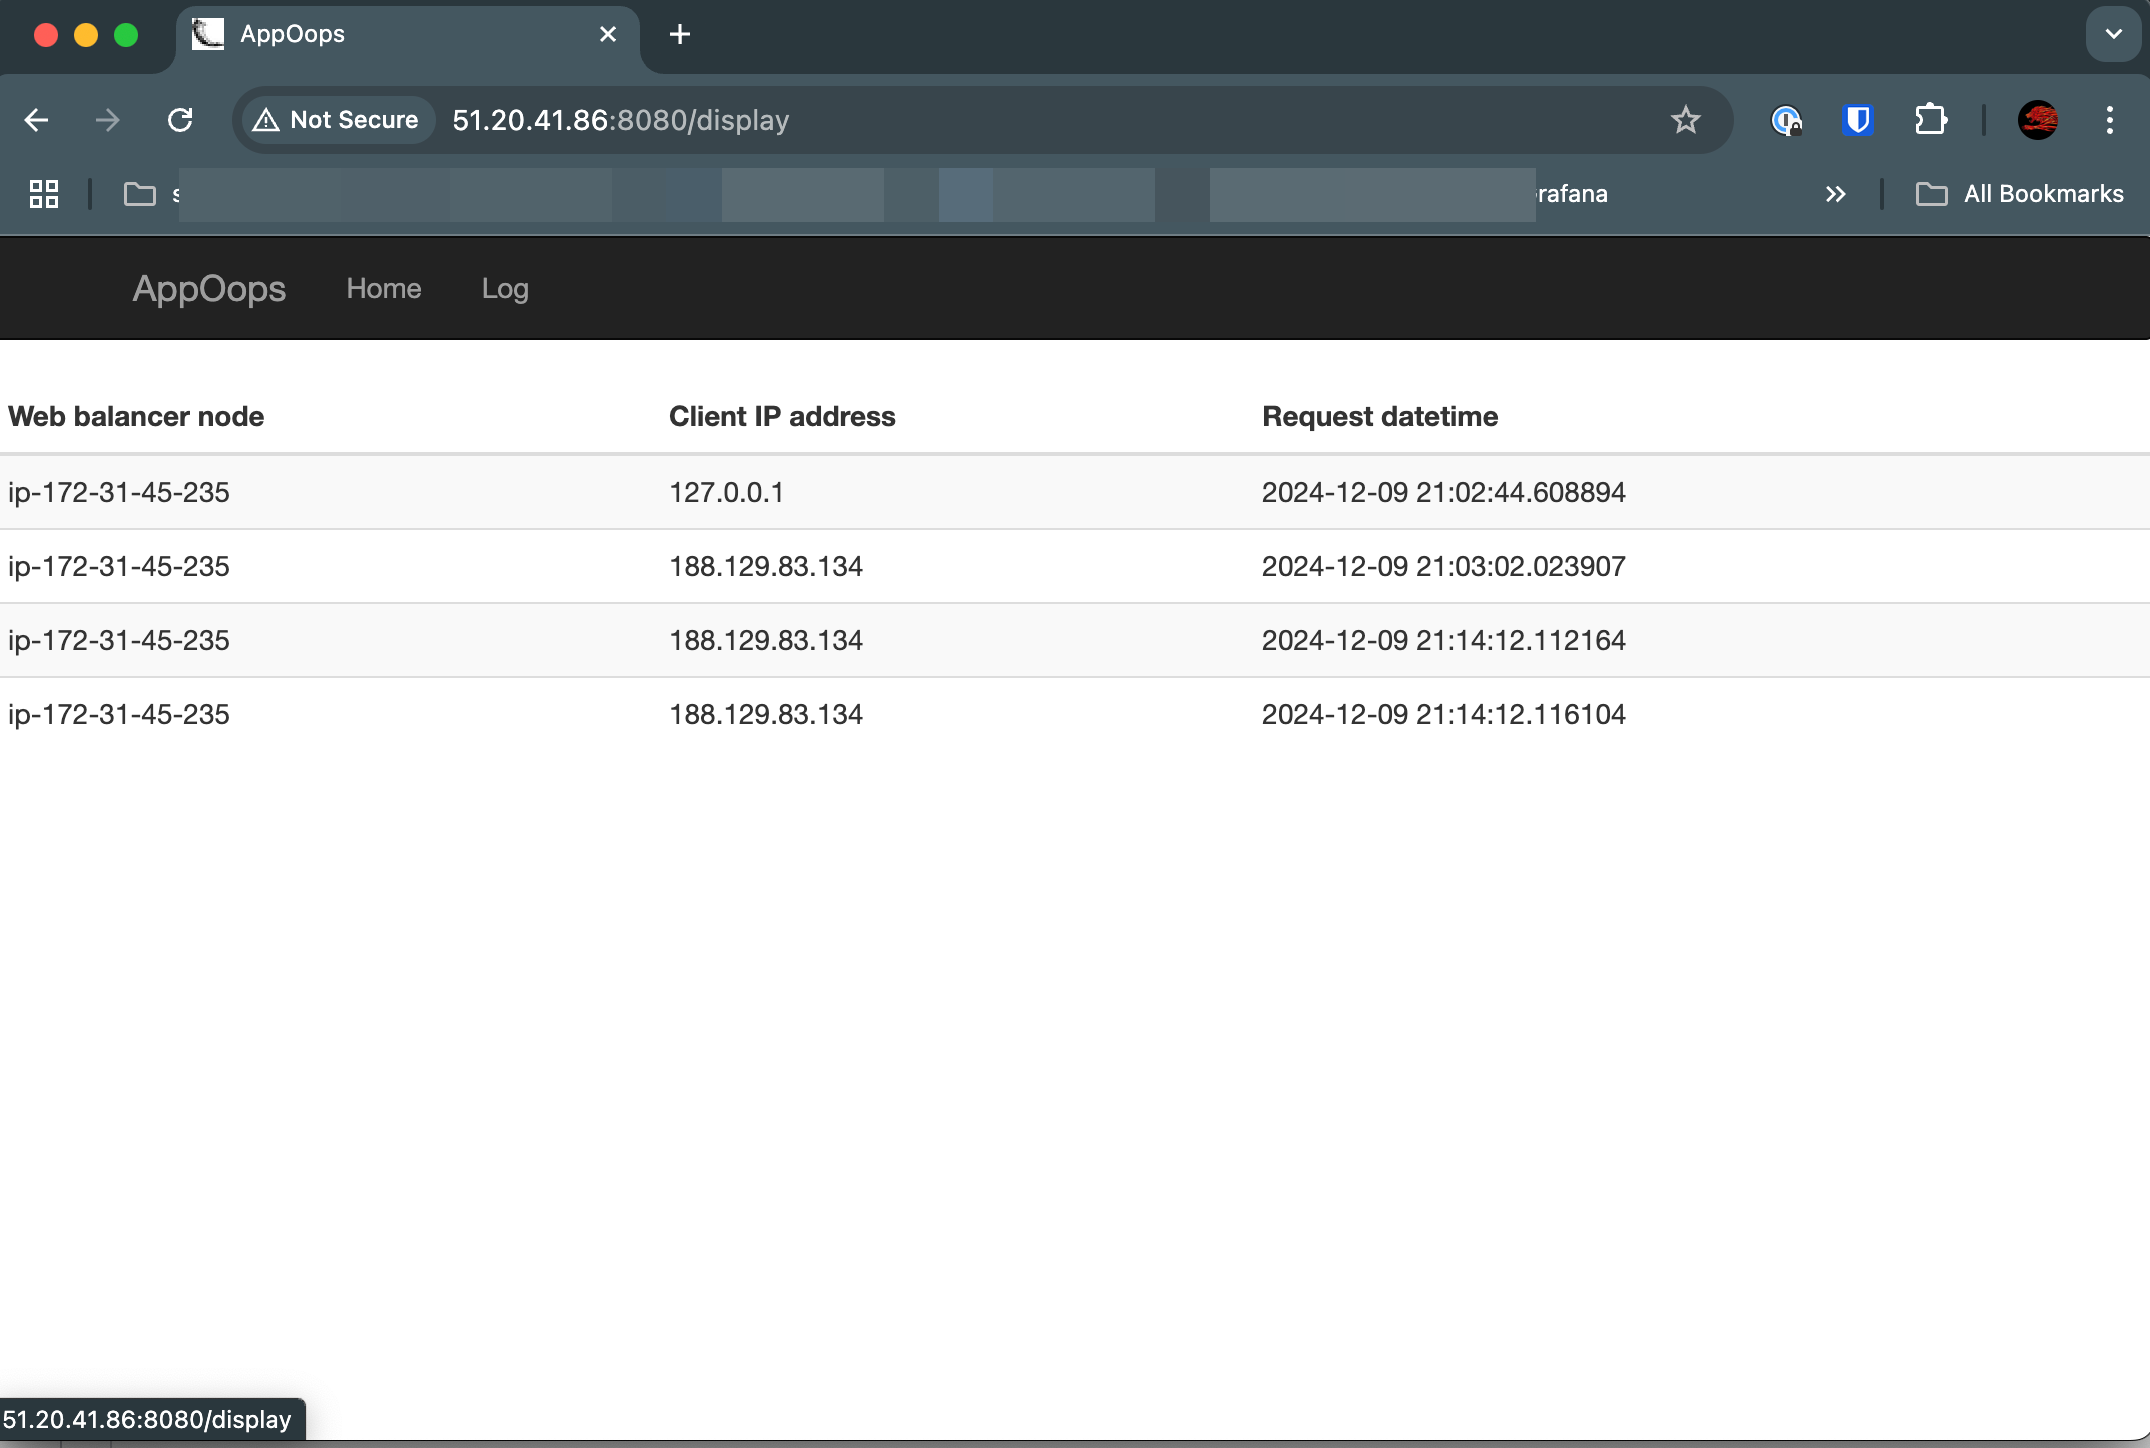 AppOops
Not Secure 51.20.41.86:8080/display
All Bookmarks
AppOops Home Log
Web balancer node Client IP address Request datetime
ip-172-31-45-235 127.0.0.1 2024-12-09 21:02:44.608894
ip-172-31-45-235 188.129.83.134 2024-12-09 21:03:02.023907
ip-172-31-45-235 188.129.83.134 2024-12-09 21:14:12.112164
ip-172-31-45-235 188.129.83.134 2024-12-09 21:14:12.116104
51.20.41.86:8080/display